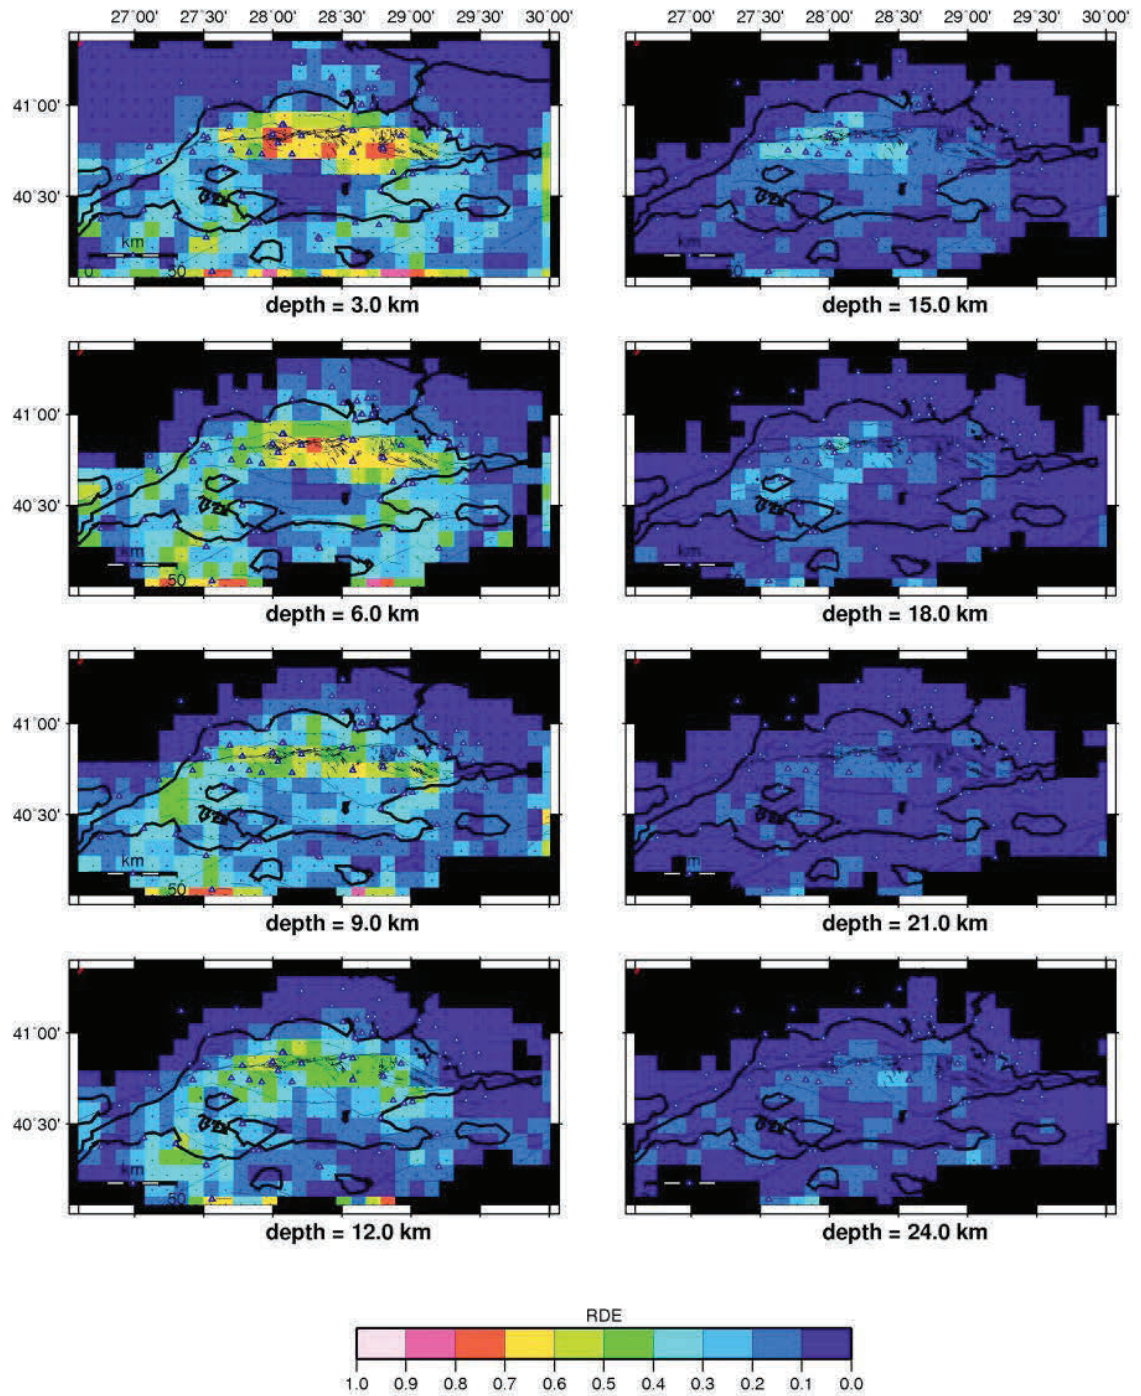 27˚00' 27˚30' 28˚00' 28˚30' 29˚00' 29˚30' 30˚00'
27˚00' 27˚30' 28˚00' 28˚30' 29˚00' 29˚30' 30˚00'
41˚00'
40˚30'
km
0 50
depth = 3.0 km
km
depth = 15.0 km
41˚00'
40˚30'
km
50
depth = 6.0 km
km
depth = 18.0 km
41˚00'
40˚30'
km
50
depth = 9.0 km
m
depth = 21.0 km
41˚00'
40˚30'
km
50
depth = 12.0 km
depth = 24.0 km
RDE
1.0 0.9 0.8 0.7 0.6 0.5 0.4 0.3 0.2 0.1 0.0